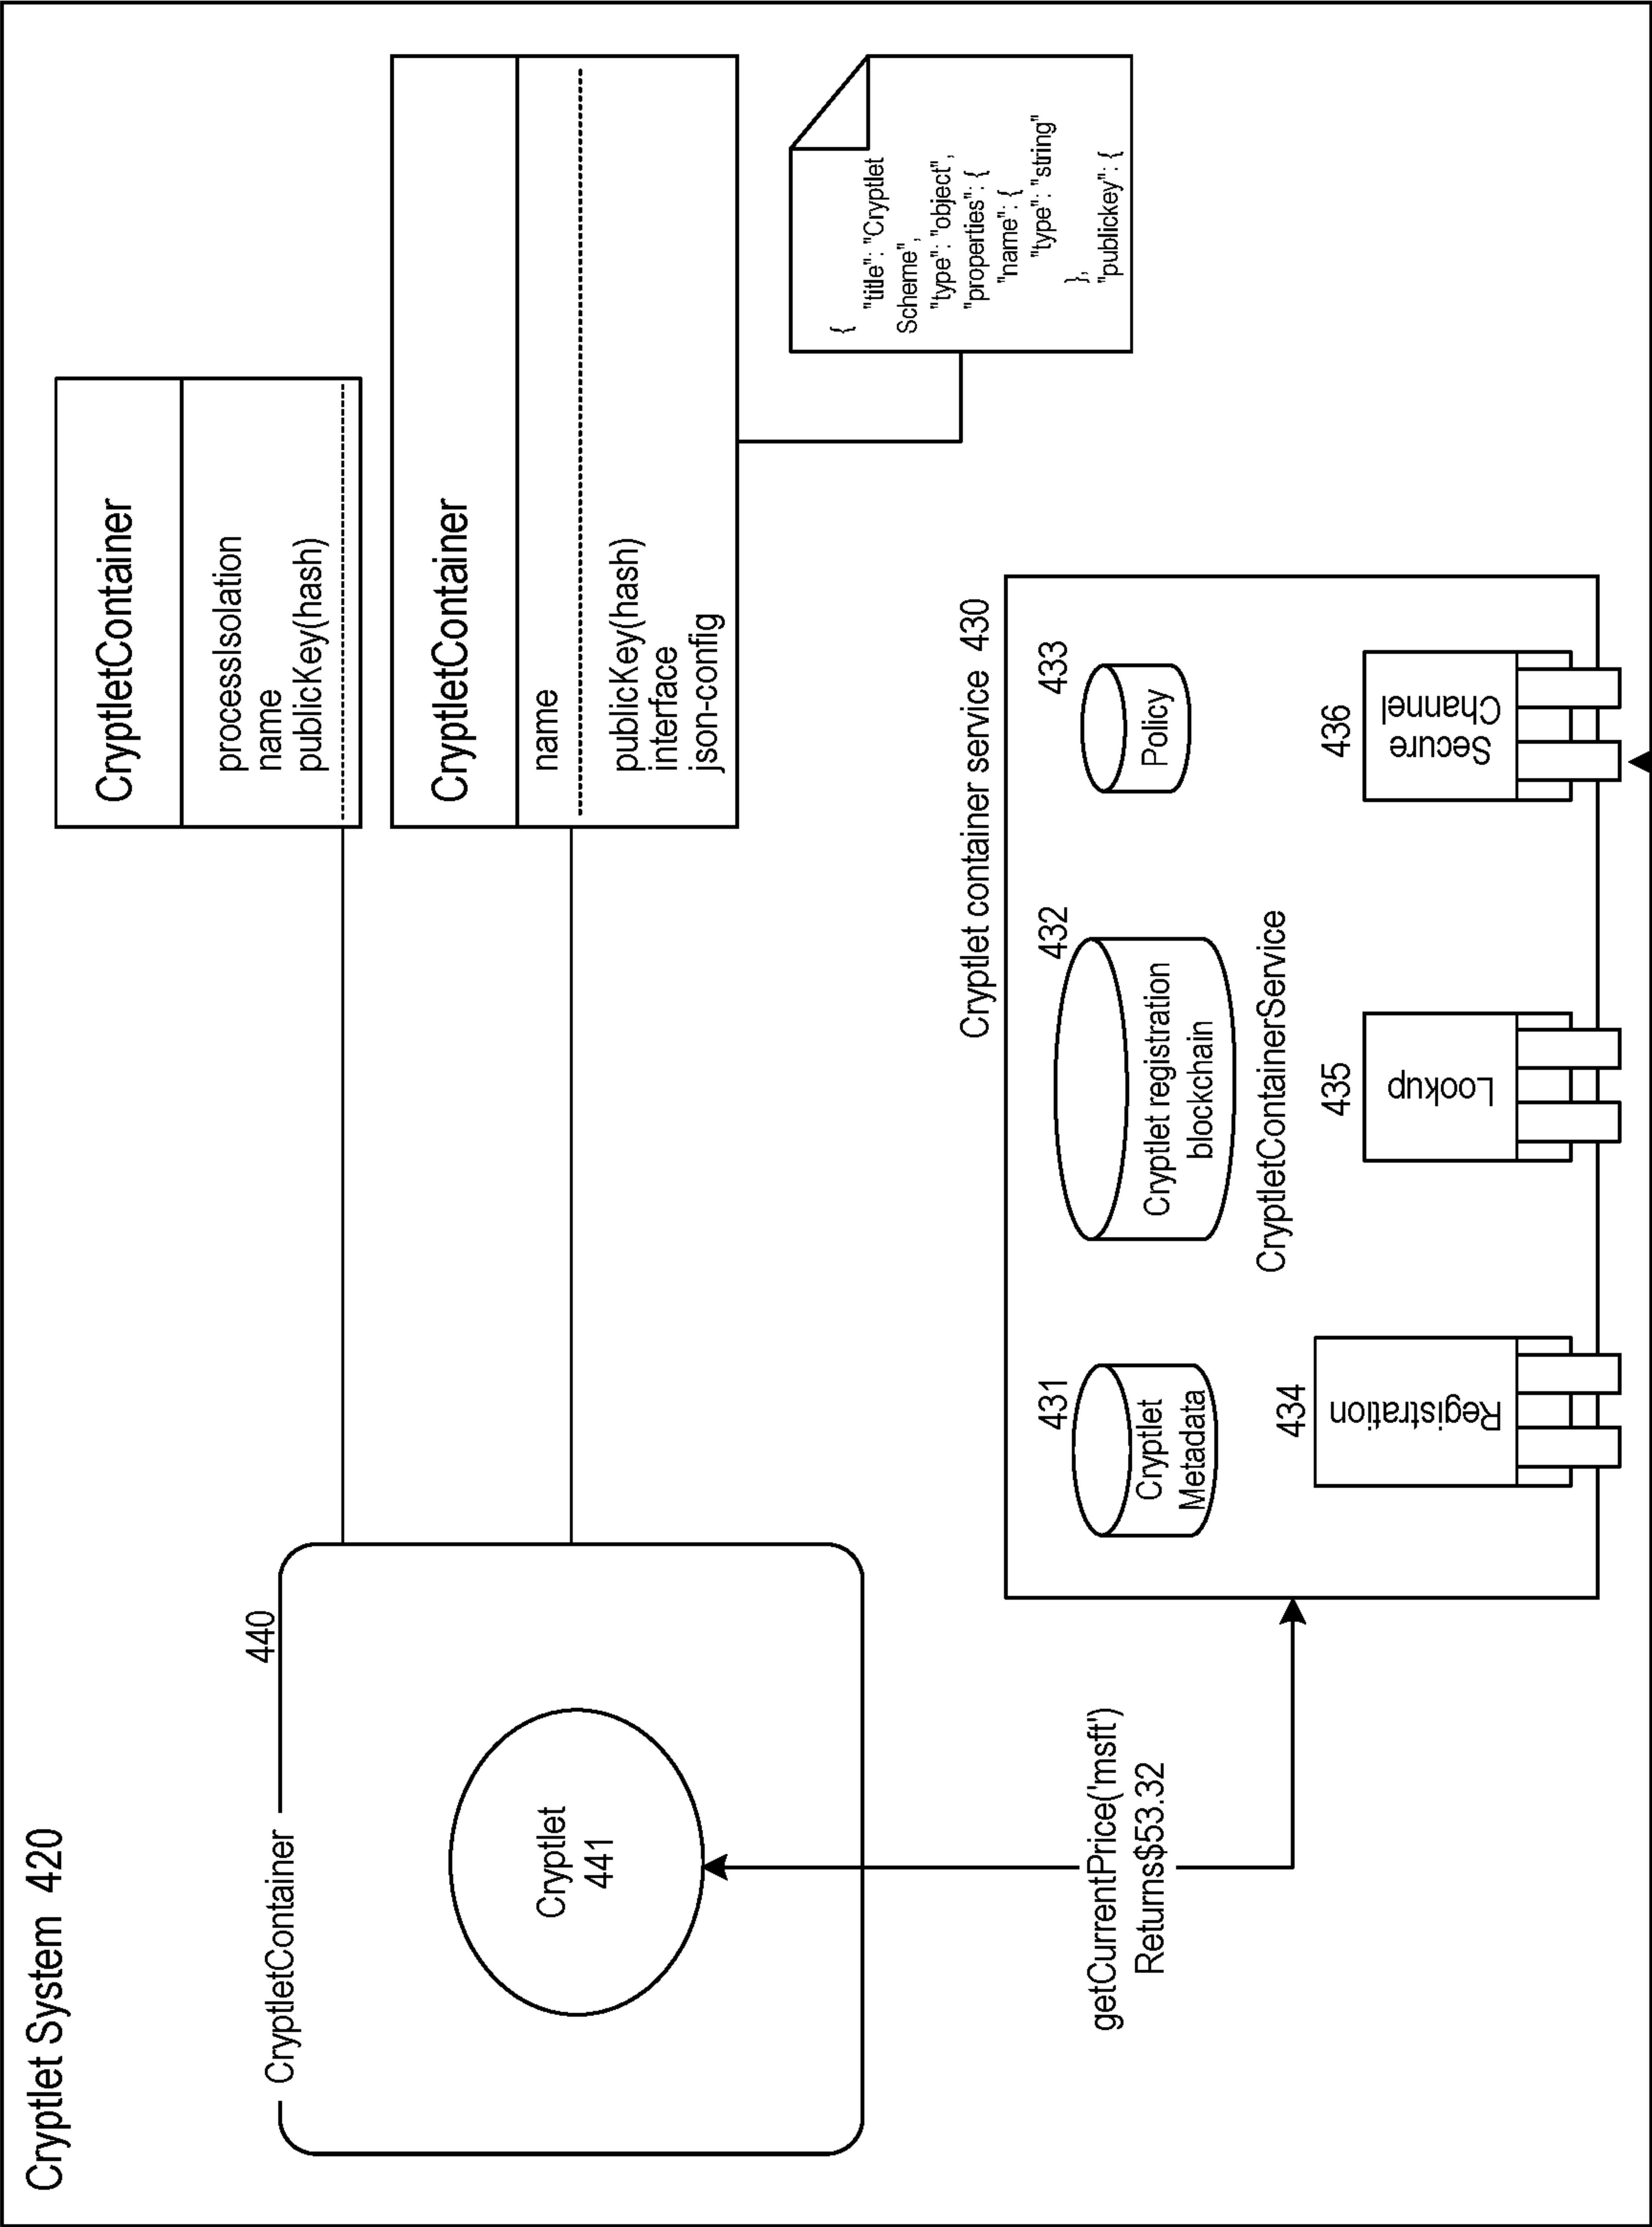 Cryptlet System 420
CryptletContainer
440
Cryptlet
441
CryptletContainer
processIsolation
name
publicKey(hash)
CryptletContainer
name
publicKey(hash)
interface
json-config
{
"title": "Cryptlet
Scheme",
"type": "object",
"properties": {
"name": {
"type": "string"
},
"publickey": {
getCurrentPrice('msft')
Returns$53.32
Cryptlet container service 430
431
Cryptlet
Metadata
432
Cryptlet registration
blockchain
433
Policy
CryptletContainerService
434
Registration
435
Lookup
436
Secure
Channel